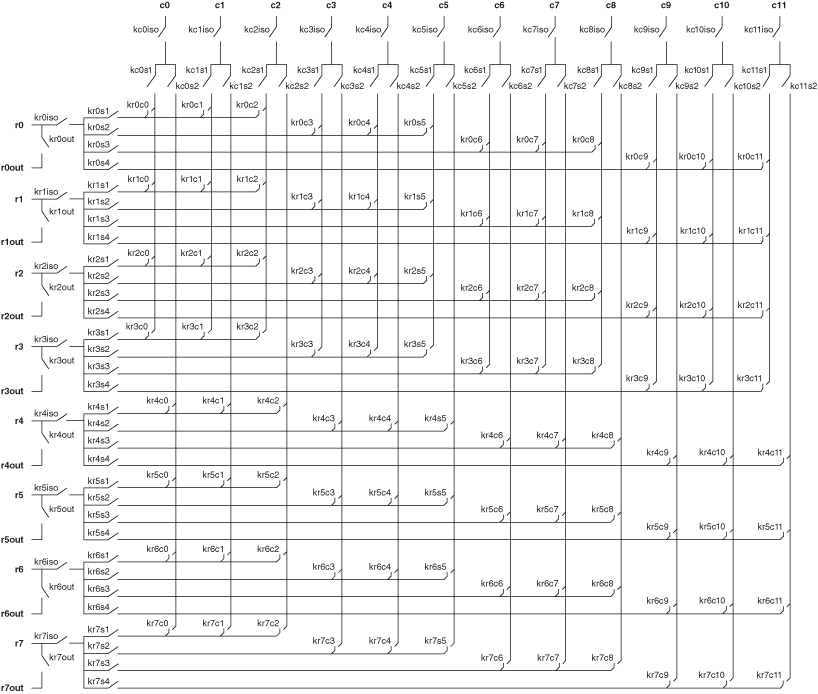 c0 c1 c2 c3 c4 c5 c6 c7 c8 c9 c10 c11
kc0iso kc1iso kc2iso kc3iso kc4iso kc5iso kc6iso kc7iso kc8iso kc9iso kc10iso kc11iso
kc0s1 kc1s1 kc2s1 kc3s1 kc4s1 kc5s1 kc6s1 kc7s1 kc8s1 kc9s1 kc10s1 kc11s1
kc0s2 kc1s2 kc2s2 kc3s2 kc4s2 kc5s2 kc6s2 kc7s2 kc8s2 kc9s2 kc10s2 kc11s2
kr0s1 kr0c0 kr0c1 kr0c2
r0 kr0iso kr0s2 kr0c3 kr0c4 kr0s5
kr0out kr0s3 kr0c6 kr0c7 kr0c8
r0out kr0s4 kr0c9 kr0c10 kr0c11
kr1s1 kr1c0 kr1c1 kr1c2
r1 kr1iso kr1s2 kr1c3 kr1c4 kr1s5
kr1out kr1s3 kr1c6 kr1c7 kr1c8
r1out kr1s4 kr1c9 kr1c10 kr1c11
kr2s1 kr2c0 kr2c1 kr2c2
r2 kr2iso kr2s2 kr2c3 kr2c4 kr2s5
kr2out kr2s3 kr2c6 kr2c7 kr2c8
r2out kr2s4 kr2c9 kr2c10 kr2c11
kr3s1 kr3c0 kr3c1 kr3c2
r3 kr3iso kr3s2 kr3c3 kr3c4 kr3s5
kr3out kr3s3 kr3c6 kr3c7 kr3c8
r3out kr3s4 kr3c9 kr3c10 kr3c11
kr4s1 kr4c0 kr4c1 kr4c2
r4 kr4iso kr4s2 kr4c3 kr4c4 kr4s5
kr4out kr4s3 kr4c6 kr4c7 kr4c8
r4out kr4s4 kr4c9 kr4c10 kr4c11
kr5s1 kr5c0 kr5c1 kr5c2
r5 kr5iso kr5s2 kr5c3 kr5c4 kr5s5
kr5out kr5s3 kr5c6 kr5c7 kr5c8
r5out kr5s4 kr5c9 kr5c10 kr5c11
kr6s1 kr6c0 kr6c1 kr6c2
r6 kr6iso kr6s2 kr6c3 kr6c4 kr6s5
kr6out kr6s3 kr6c6 kr6c7 kr6c8
r6out kr6s4 kr6c9 kr6c10 kr6c11
kr7s1 kr7c0 kr7c1 kr7c2
r7 kr7iso kr7s2 kr7c3 kr7c4 kr7s5
kr7out kr7s3 kr7c6 kr7c7 kr7c8
r7out kr7s4 kr7c9 kr7c10 kr7c11